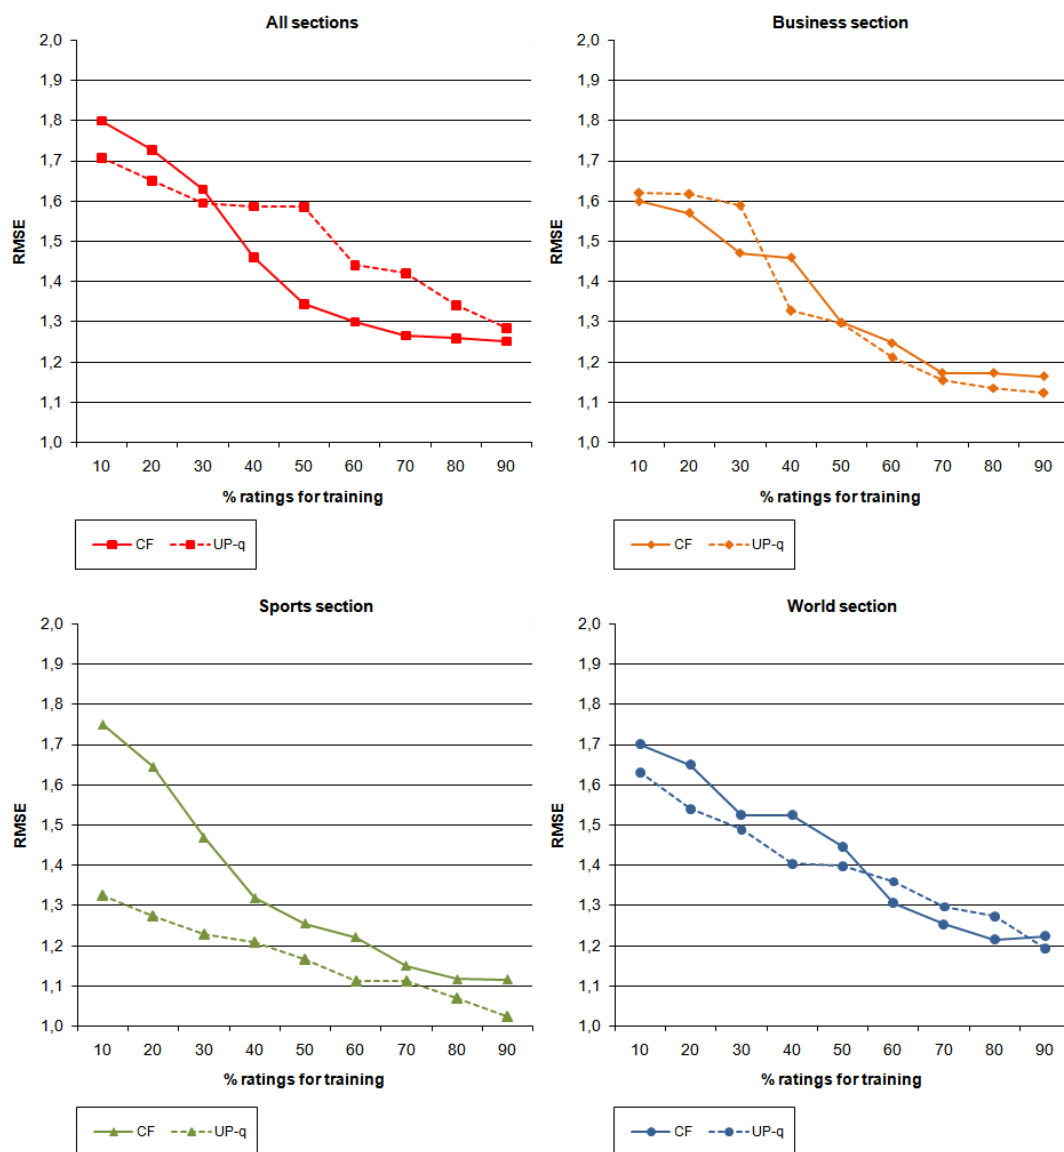 All sections
2,0
1,9
1,8
1,7
1,6
1,5
1,4
1,3
1,2
1,1
1,0
RMSE
10 20 30 40 50 60 70 80 90
% ratings for training
CF UP-q
Business section
2,0
1,9
1,8
1,7
1,6
1,5
1,4
1,3
1,2
1,1
1,0
RMSE
10 20 30 40 50 60 70 80 90
% ratings for training
CF UP-q
Sports section
2,0
1,9
1,8
1,7
1,6
1,5
1,4
1,3
1,2
1,1
1,0
RMSE
10 20 30 40 50 60 70 80 90
% ratings for training
CF UP-q
World section
2,0
1,9
1,8
1,7
1,6
1,5
1,4
1,3
1,2
1,1
1,0
RMSE
10 20 30 40 50 60 70 80 90
% ratings for training
CF UP-q